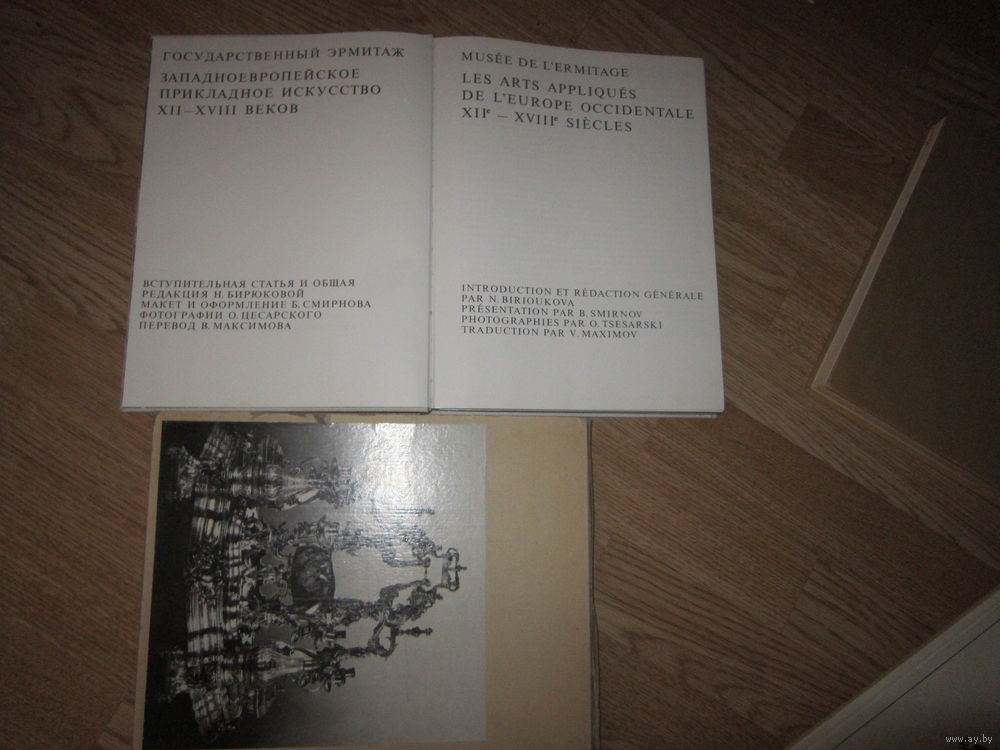 ГОСУДАРСТВЕННЫЙ ЭРМИТАЖ
ЗАПАДНОЕВРОПЕЙСКОЕ
ПРИКЛАДНОЕ ИСКУССТВО
XII—XVIII ВЕКОВ
ВСТУПИТЕЛЬНАЯ СТАТЬЯ И ОБЩАЯ
РЕДАКЦИЯ Н. БИРЮКОВОЙ
МАКЕТ И ОФОРМЛЕНИЕ Б. СМИРНОВА
ФОТОГРАФИИ О. ЦЕСАРСКОГО
ПЕРЕВОД В. МАКСИМОВА
MUSÉE DE L'ERMITAGE
LES ARTS APPLIQUÉS
DE L'EUROPE OCCIDENTALE
XIIe — XVIIIe SIÈCLES
INTRODUCTION ET RÉDACTION GÉNÉRALE
PAR N. BIRIOUKOVA
PRÉSENTATION PAR B. SMIRNOV
PHOTOGRAPHIES PAR O. TSESARSKI
TRADUCTION PAR V. MAXIMOV
www.ay.by